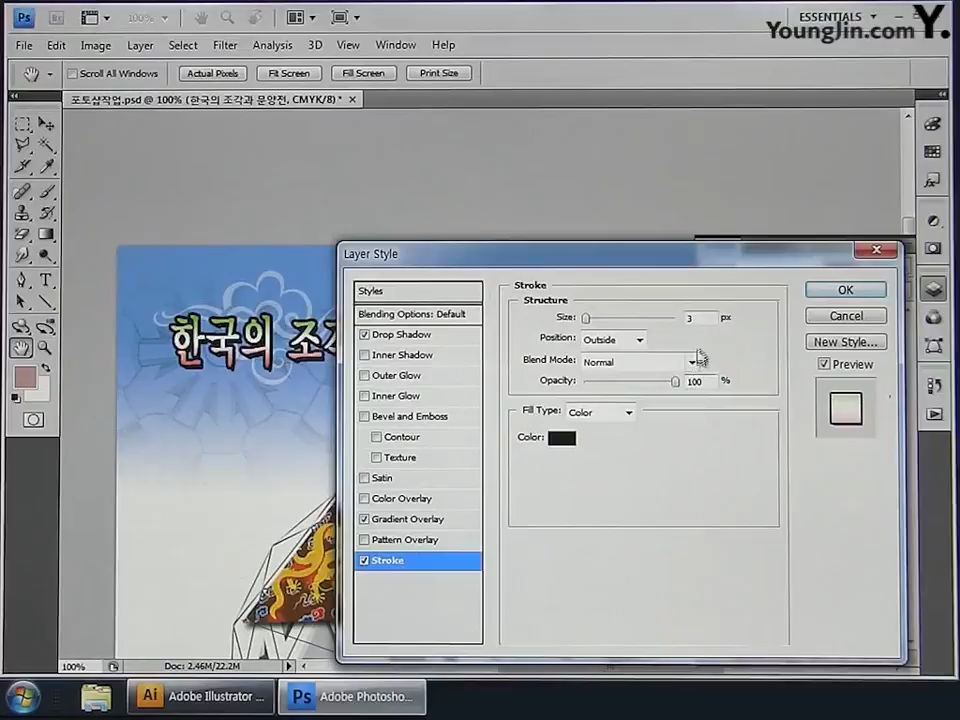 Ps Br 100% ESSENTIALS
YoungJin.com Y.
File Edit Image Layer Select Filter Analysis 3D View Window Help
Scroll All Windows Actual Pixels Fit Screen Fill Screen Print Size
포토샵작업.psd @ 100% (한국의 조각과 문양전, CMYK/8) *
한국의 조각
Layer Style
Styles
Blending Options: Default
Drop Shadow
Inner Shadow
Outer Glow
Inner Glow
Bevel and Emboss
Contour
Texture
Satin
Color Overlay
Gradient Overlay
Pattern Overlay
Stroke
Stroke
Structure
Size: 3 px
Position: Outside
Blend Mode: Normal
Opacity: 100 %
Fill Type: Color
Color:
OK
Cancel
New Style...
Preview
100% Doc: 2.46M/22.2M
Ai Adobe Illustrator ...
Ps Adobe Photosho...